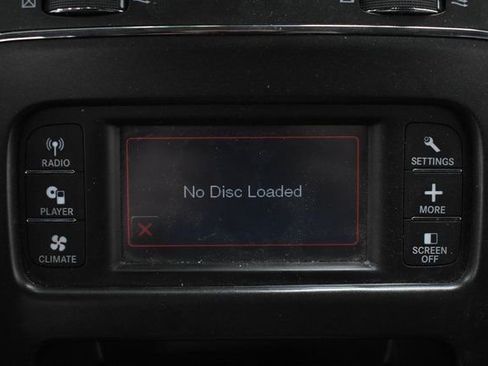 RADIO
PLAYER
CLIMATE
No Disc Loaded
SETTINGS
MORE
SCREEN
OFF